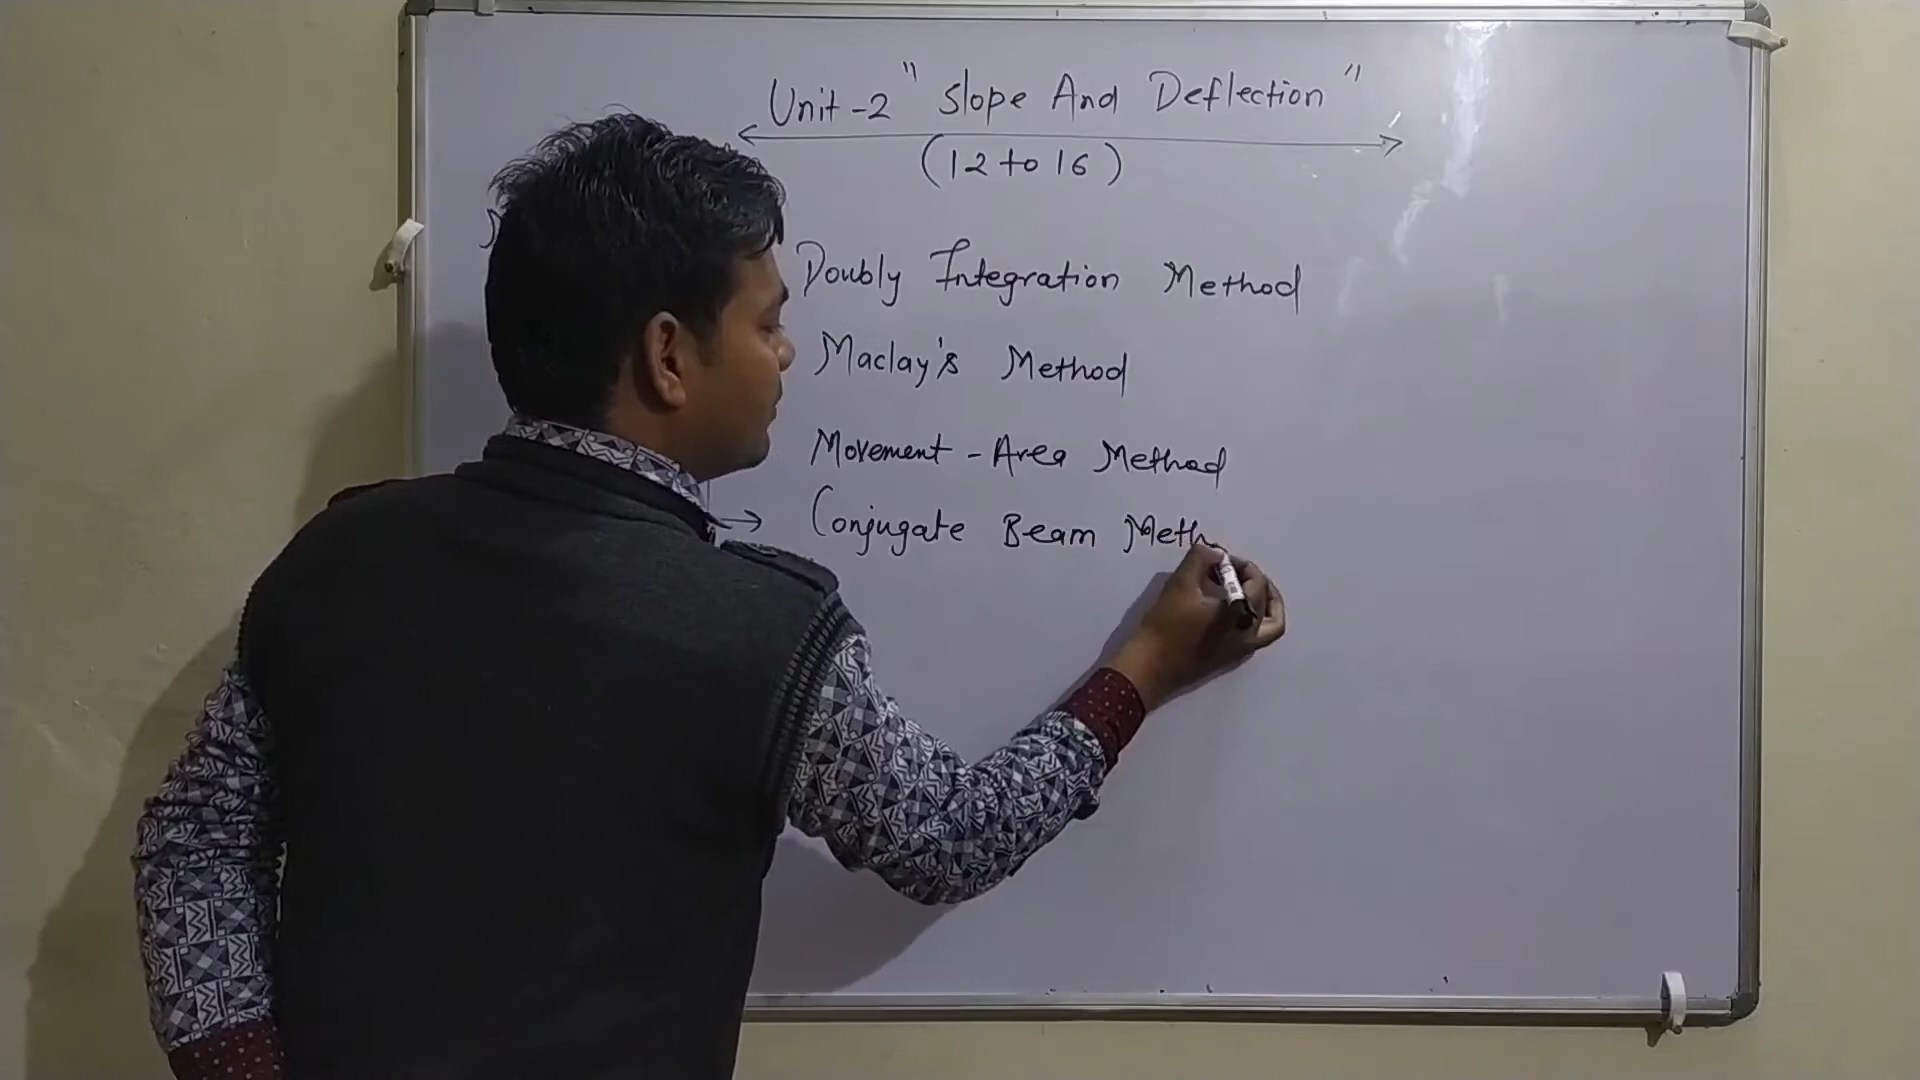 Unit-2 "Slope And Deflection"
(12 to 16)
Doubly Integration Method
Maclay's Method
Movement - Area Method
→ Conjugate Beam Meth